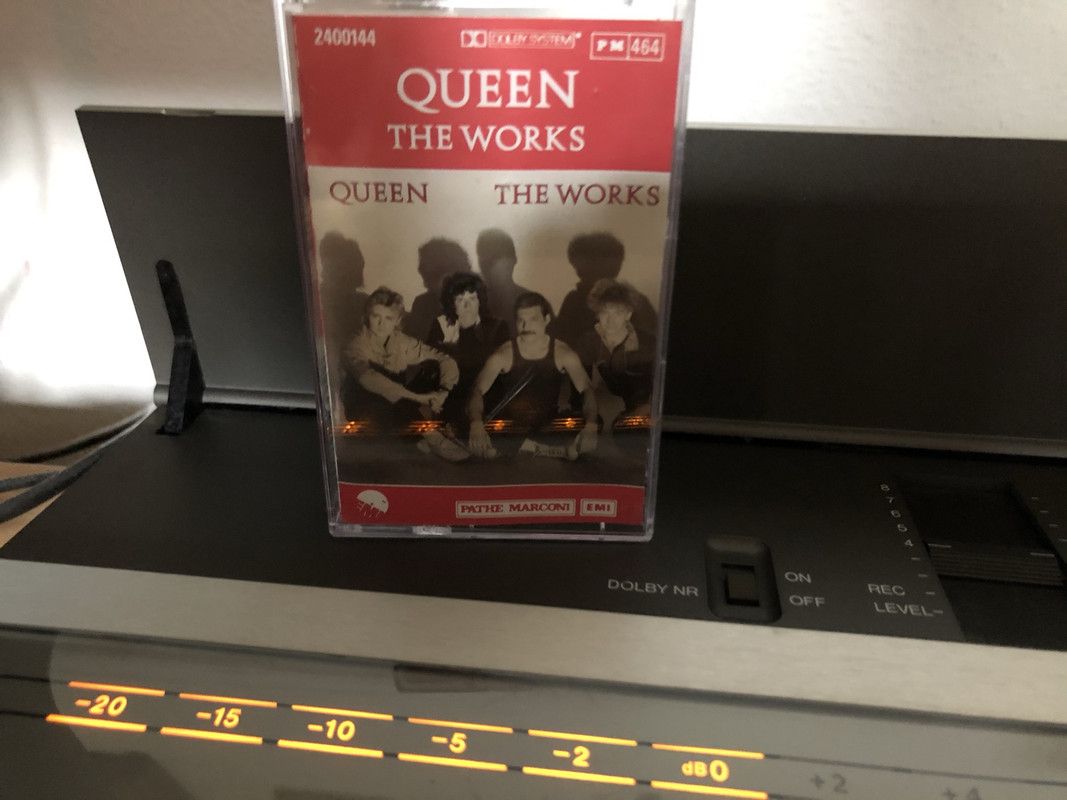 2400144
DOLBY SYSTEM
PM 464
QUEEN
THE WORKS
QUEEN THE WORKS
PATHE MARCONI EMI
8
7
6
5
4
DOLBY NR
ON
OFF
REC
LEVEL
-20 -15 -10 -5 -2 dB0 +2 +4